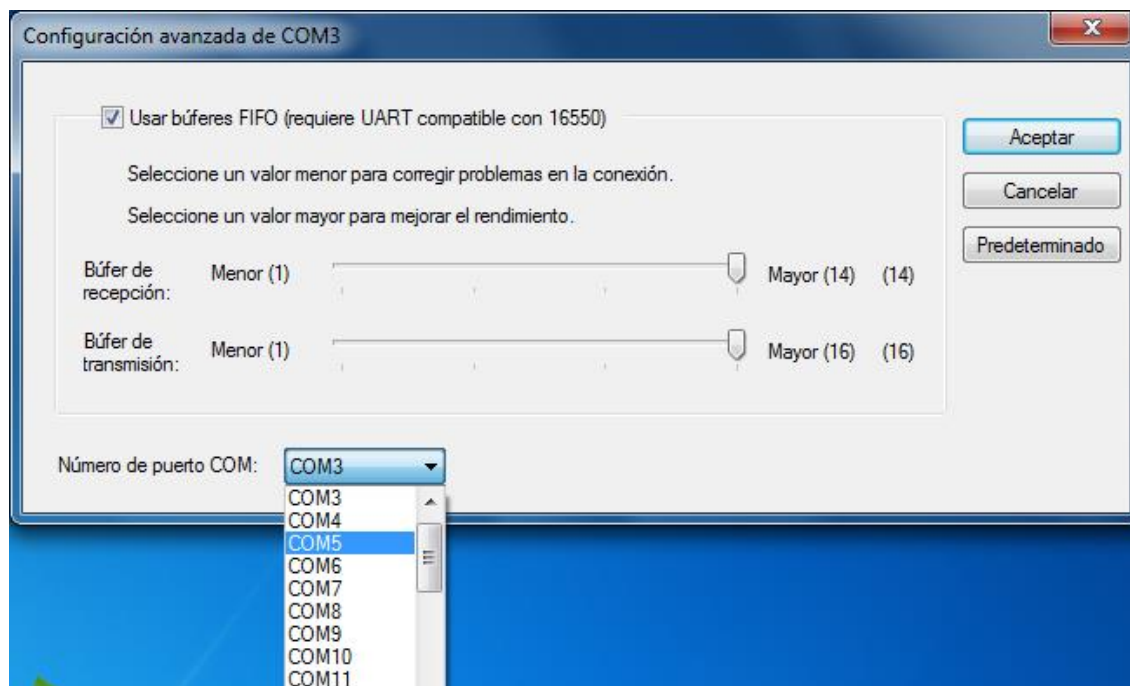 Configuración avanzada de COM3
Usar búferes FIFO (requiere UART compatible con 16550)
Seleccione un valor menor para corregir problemas en la conexión.
Seleccione un valor mayor para mejorar el rendimiento.
Búfer de
recepción:
Menor (1)
Mayor (14)
(14)
Búfer de
transmisión:
Menor (1)
Mayor (16)
(16)
Aceptar
Cancelar
Predeterminado
Número de puerto COM:
COM3
COM3
COM4
COM5
COM6
COM7
COM8
COM9
COM10
COM11